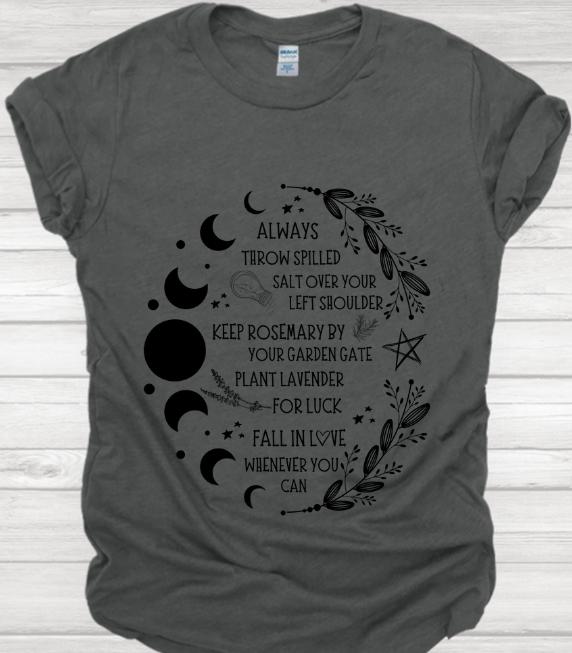 ALWAYS
THROW SPILLED
SALT OVER YOUR
LEFT SHOULDER
KEEP ROSEMARY BY
YOUR GARDEN GATE
PLANT LAVENDER
FOR LUCK
FALL IN LOVE
WHENEVER YOU
CAN